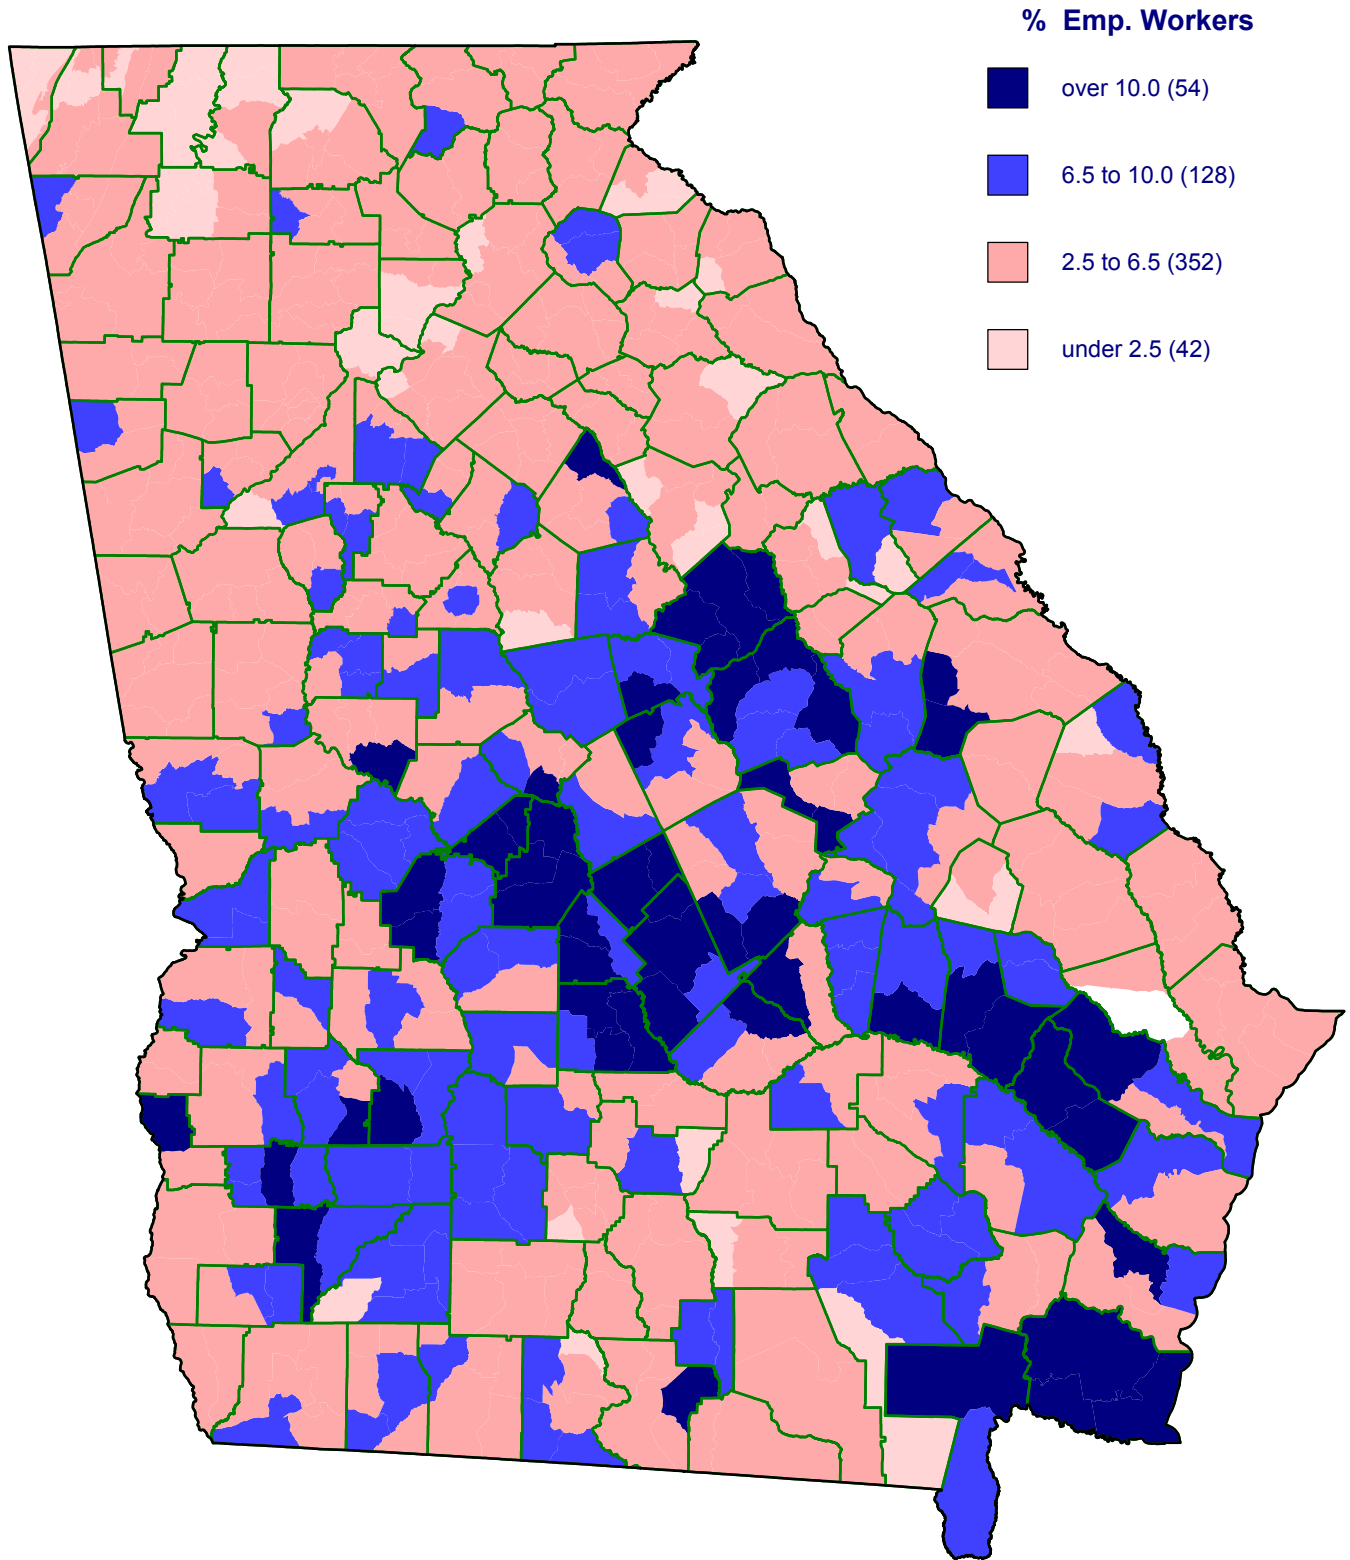 % Emp. Workers
over 10.0 (54)
6.5 to 10.0 (128)
2.5 to 6.5 (352)
under 2.5 (42)